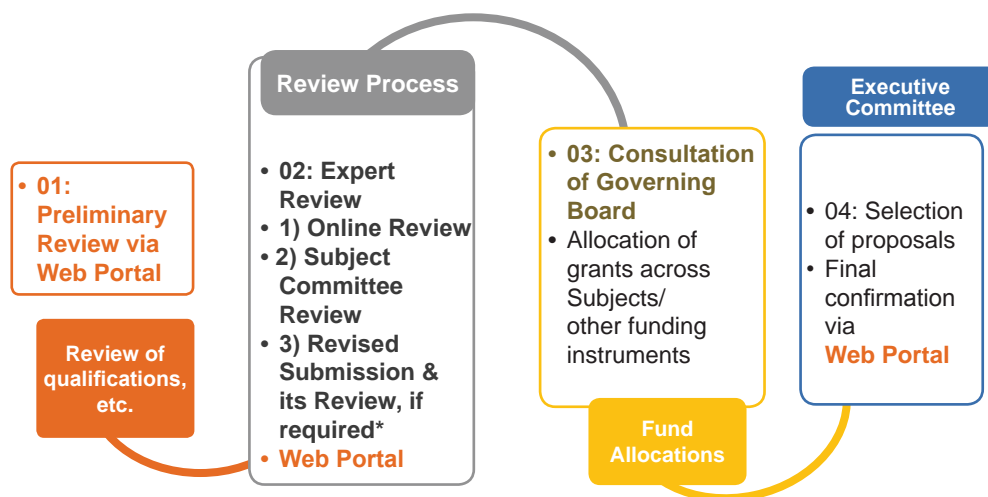 • 01:
Preliminary
Review via
Web Portal
Review of
qualifications,
etc.
Review Process
• 02: Expert
Review
• 1) Online Review
• 2) Subject
Committee
Review
• 3) Revised
Submission &
its Review, if
required*
• Web Portal
• 03: Consultation
of Governing
Board
• Allocation of
grants across
Subjects/
other funding
instruments
Fund
Allocations
Executive
Committee
• 04: Selection
of proposals
• Final
confirmation
via
Web Portal